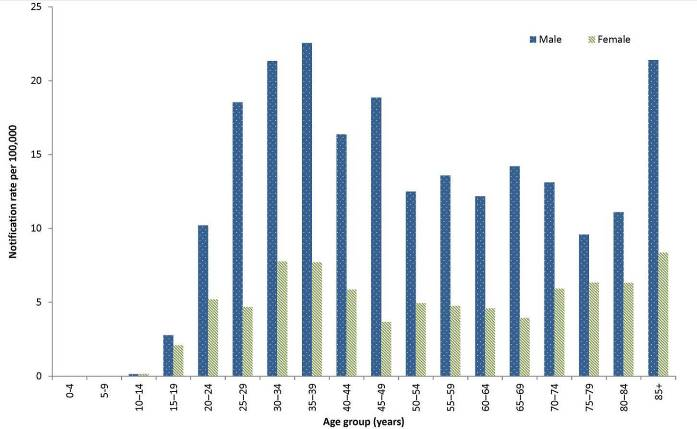 25
20
15
10
5
0
Notification rate per 100,000
Male Female
0-4 5-9 10–14 15–19 20–24 25–29 30–34 35–39 40–44 45–49 50–54 55–59 60–64 65–69 70–74 75–79 80–84 85+
Age group (years)